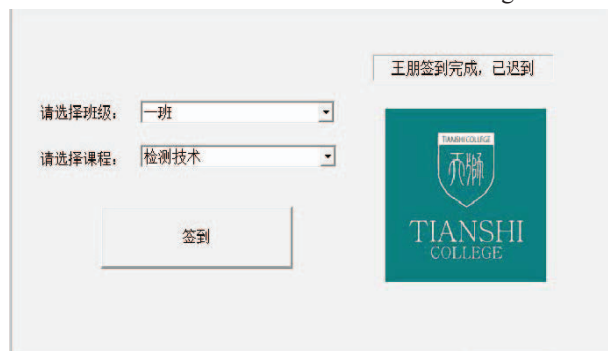 王朋签到完成，已迟到
请选择班级：
一班
请选择课程：
检测技术
签到
TIANSHI COLLEGE
天狮
TIANSHI
COLLEGE